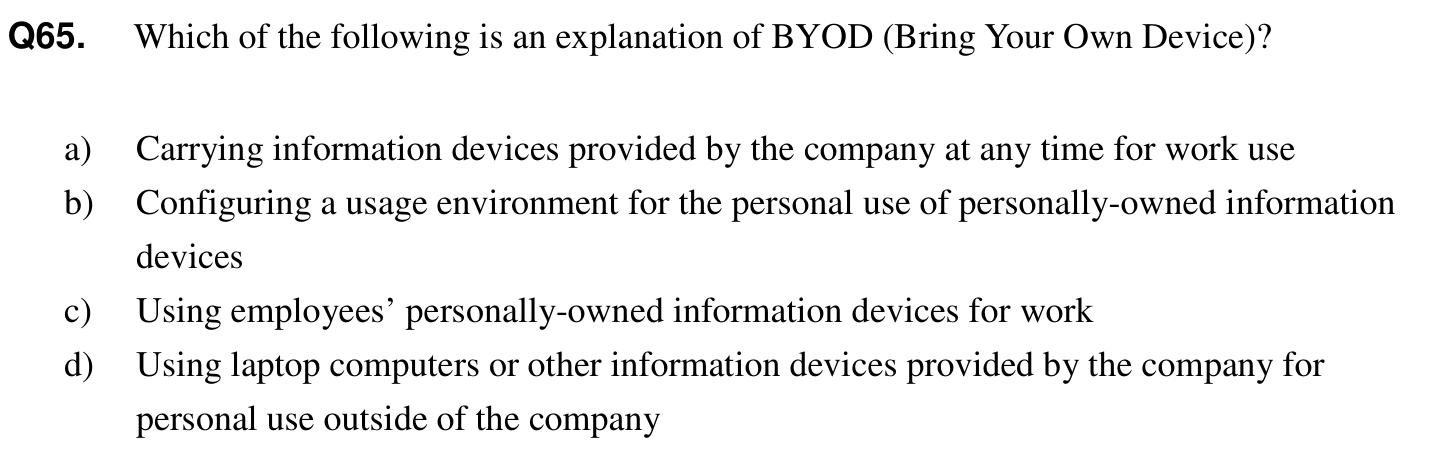 Q65. Which of the following is an explanation of BYOD (Bring Your Own Device)?
a) Carrying information devices provided by the company at any time for work use
b) Configuring a usage environment for the personal use of personally-owned information
devices
c) Using employees’ personally-owned information devices for work
d) Using laptop computers or other information devices provided by the company for
personal use outside of the company